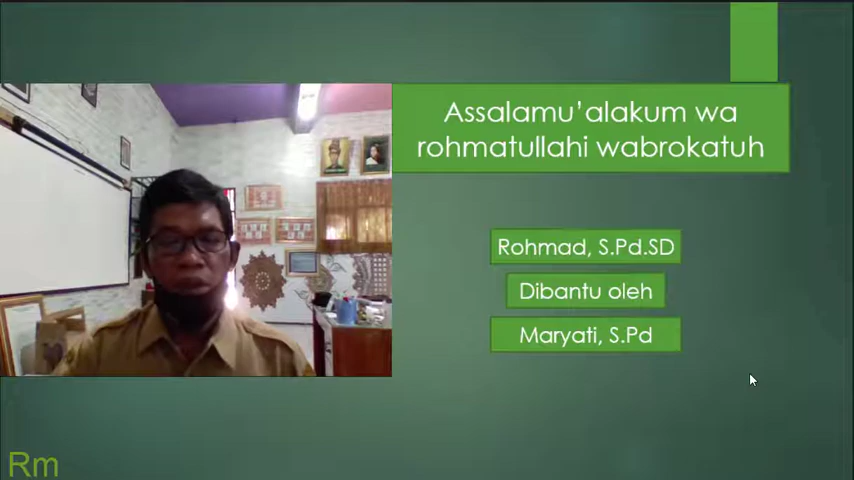 Assalamu’alakum wa
rohmatullahi wabrokatuh
Rohmad, S.Pd.SD
Dibantu oleh
Maryati, S.Pd
Rm